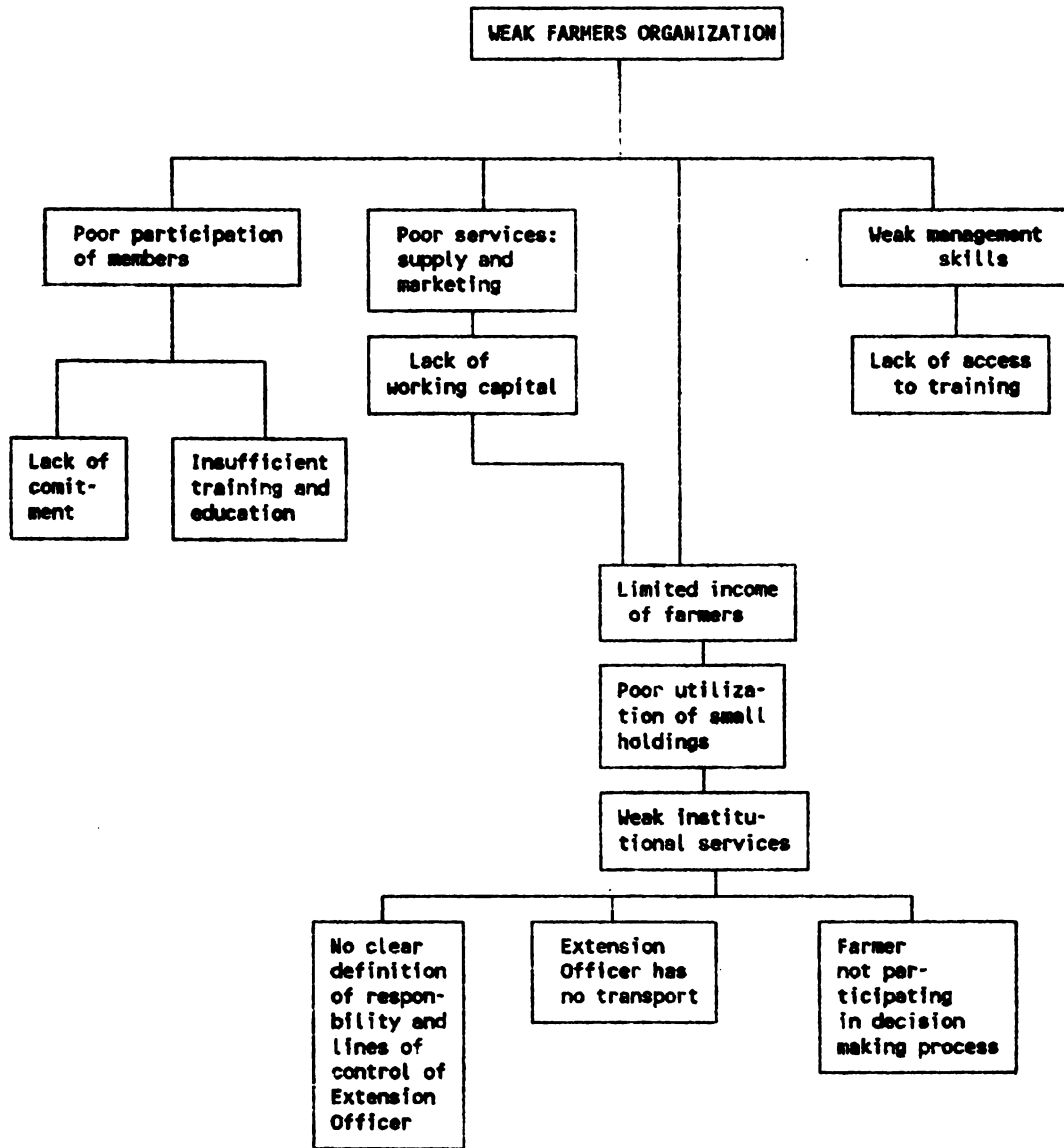 WEAK FARMERS ORGANIZATION
Poor participation
of members
Poor services:
supply and
marketing
Weak management
skills
Lack of
working capital
Lack of access
to training
Lack of
comit-
ment
Insufficient
training and
education
Limited income
of farmers
Poor utiliza-
tion of small
holdings
Weak institu-
tional services
No clear
definition
of respon-
bility and
lines of
control of
Extension
Officer
Extension
Officer has
no transport
Farmer
not par-
ticipating
in decision
making process